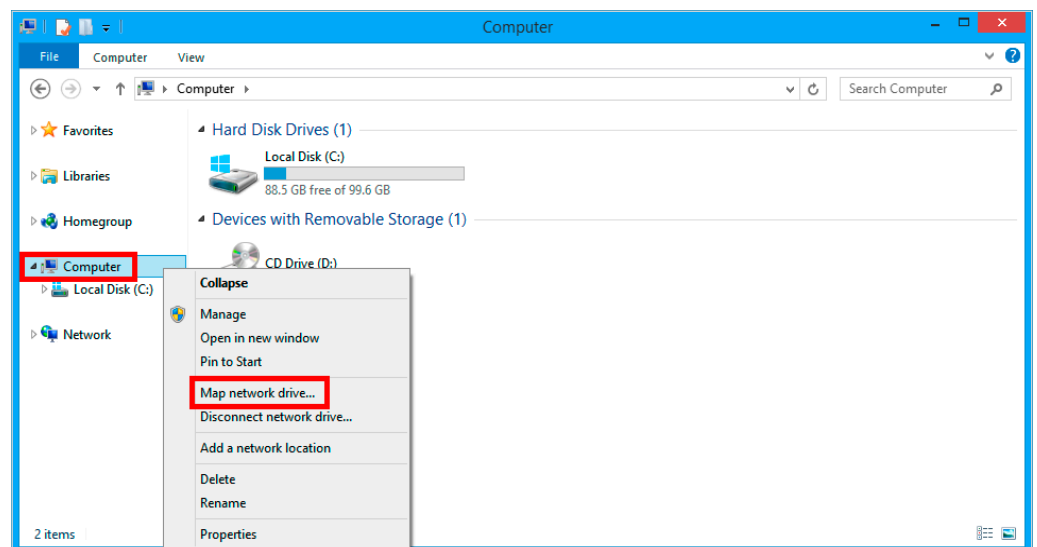 Computer
File Computer View
Computer
Search Computer
Favorites
Libraries
Homegroup
Computer
Local Disk (C:)
Network
Hard Disk Drives (1)
Local Disk (C:)
88.5 GB free of 99.6 GB
Devices with Removable Storage (1)
CD Drive (D:)
Collapse
Manage
Open in new window
Pin to Start
Map network drive...
Disconnect network drive...
Add a network location
Delete
Rename
Properties
2 items